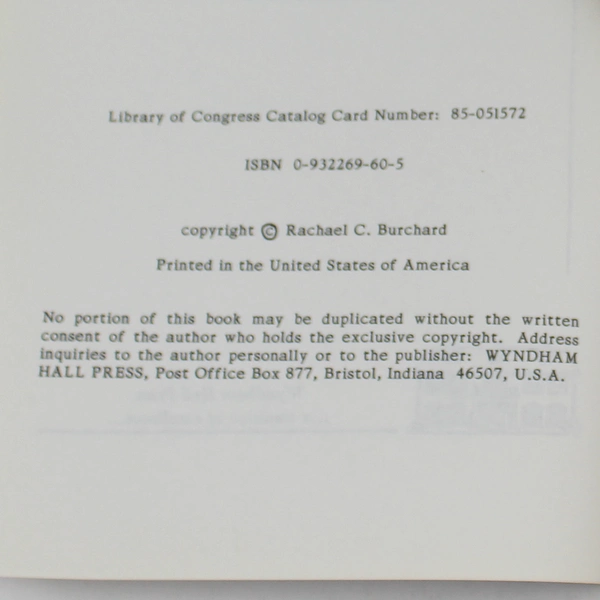 Library of Congress Catalog Card Number: 85-051572
ISBN 0-932269-60-5
copyright © Rachael C. Burchard
Printed in the United States of America
No portion of this book may be duplicated without the written
consent of the author who holds the exclusive copyright. Address
inquiries to the author personally or to the publisher: WYNDHAM
HALL PRESS, Post Office Box 877, Bristol, Indiana 46507, U.S.A.